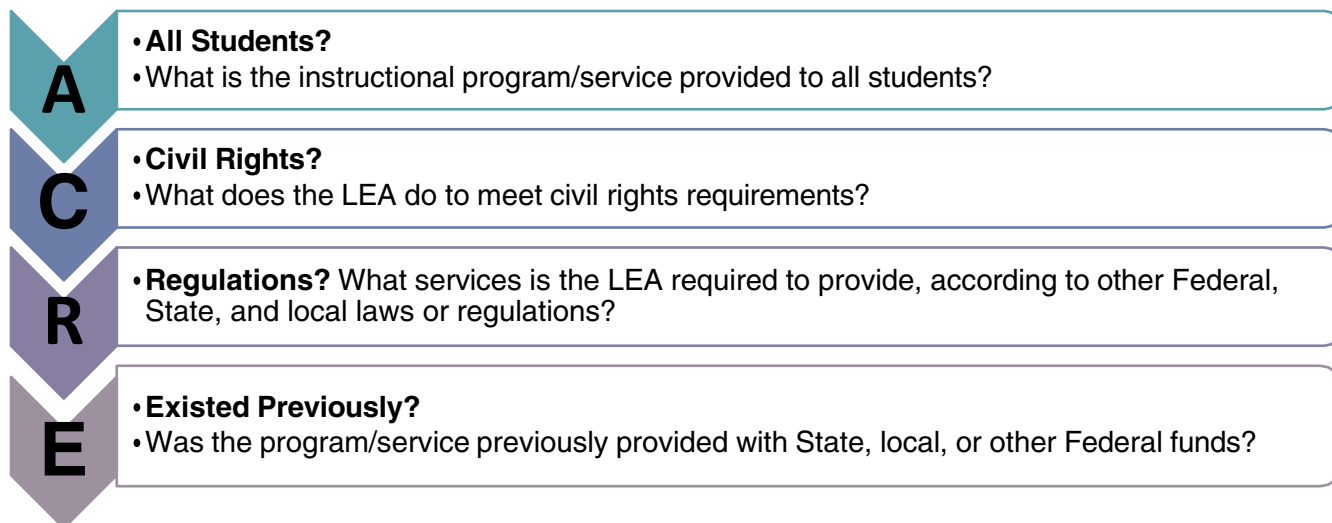 A
•All Students?
•What is the instructional program/service provided to all students?
C
•Civil Rights?
•What does the LEA do to meet civil rights requirements?
R
•Regulations? What services is the LEA required to provide, according to other Federal,
State, and local laws or regulations?
E
•Existed Previously?
•Was the program/service previously provided with State, local, or other Federal funds?